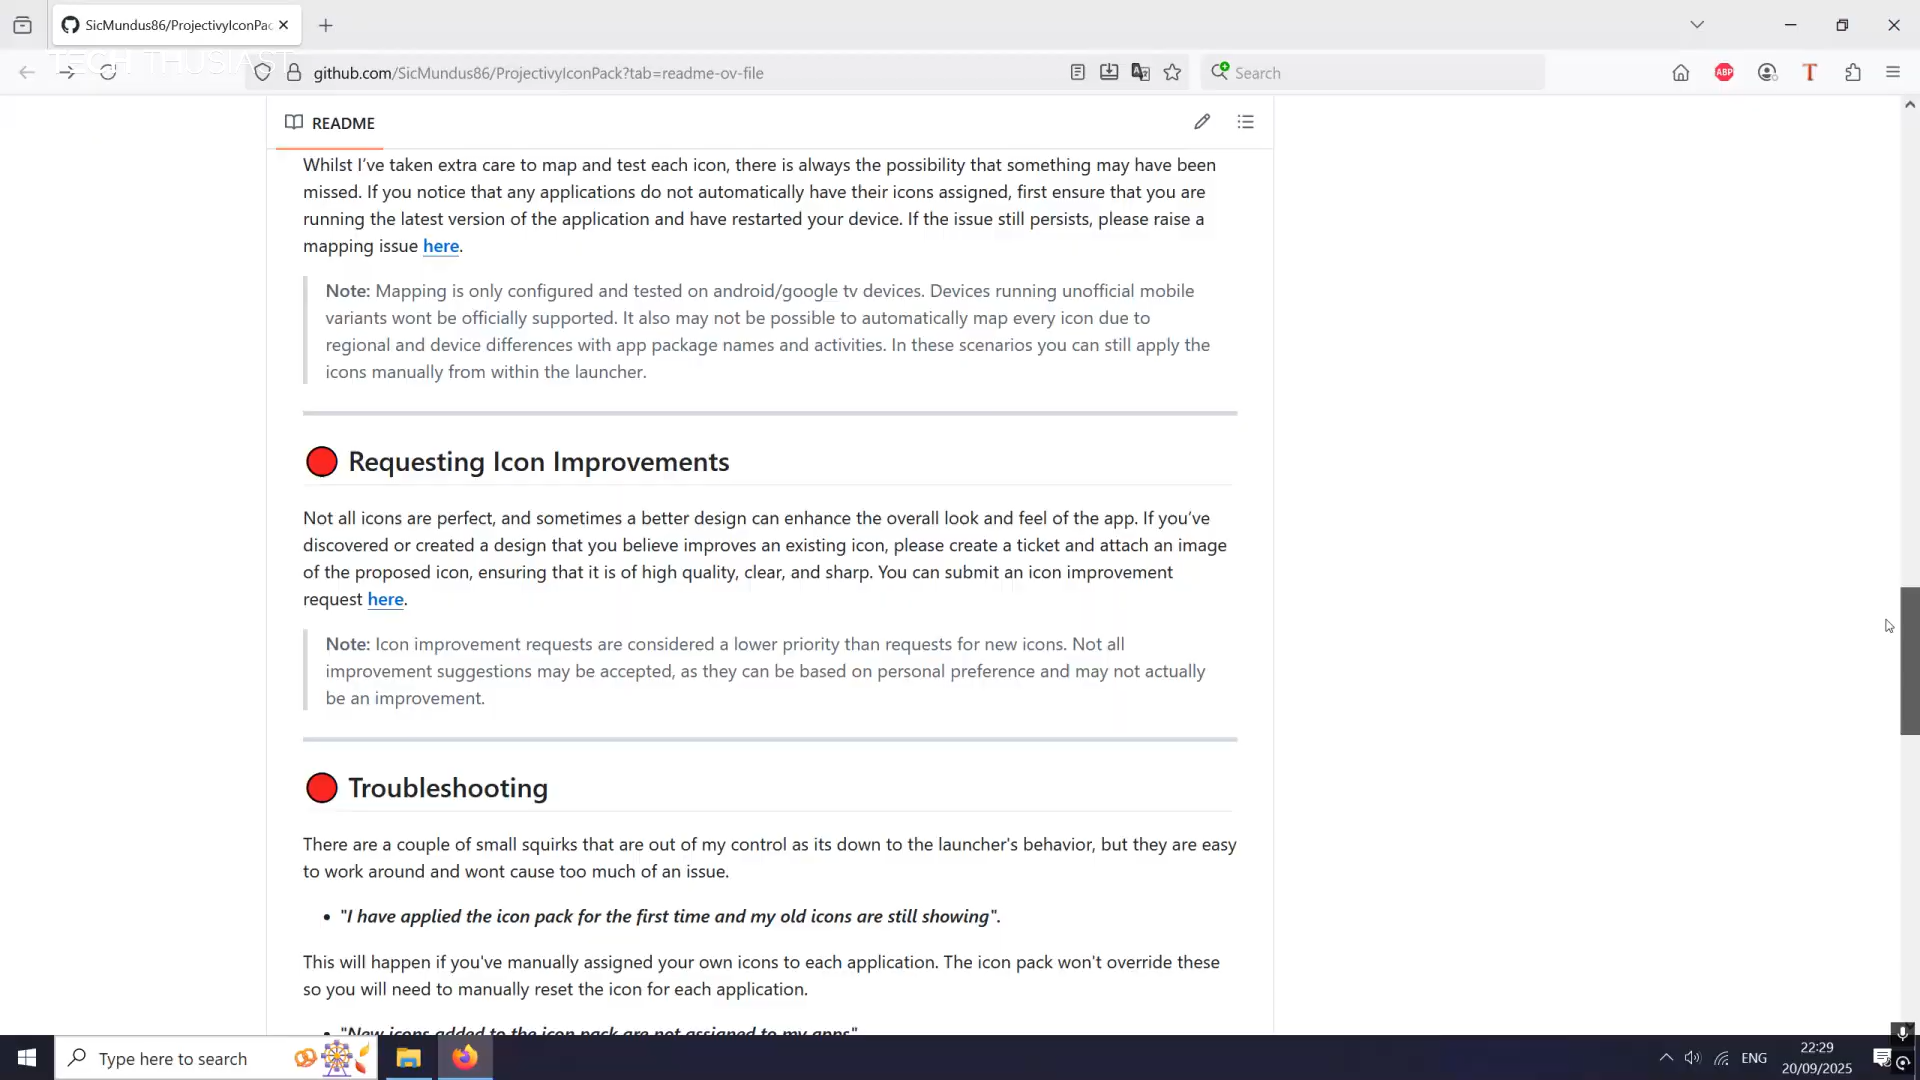 SicMundus86/ProjectivyIconPac
TECH THUSIAST
github.com/SicMundus86/ProjectivyIconPack?tab=readme-ov-file
Search
ABP
T
README
Whilst I’ve taken extra care to map and test each icon, there is always the possibility that something may have been
missed. If you notice that any applications do not automatically have their icons assigned, first ensure that you are
running the latest version of the application and have restarted your device. If the issue still persists, please raise a
mapping issue here.
Note: Mapping is only configured and tested on android/google tv devices. Devices running unofficial mobile
variants wont be officially supported. It also may not be possible to automatically map every icon due to
regional and device differences with app package names and activities. In these scenarios you can still apply the
icons manually from within the launcher.
Requesting Icon Improvements
Not all icons are perfect, and sometimes a better design can enhance the overall look and feel of the app. If you’ve
discovered or created a design that you believe improves an existing icon, please create a ticket and attach an image
of the proposed icon, ensuring that it is of high quality, clear, and sharp. You can submit an icon improvement
request here.
Note: Icon improvement requests are considered a lower priority than requests for new icons. Not all
improvement suggestions may be accepted, as they can be based on personal preference and may not actually
be an improvement.
Troubleshooting
There are a couple of small squirks that are out of my control as its down to the launcher's behavior, but they are easy
to work around and wont cause too much of an issue.
"I have applied the icon pack for the first time and my old icons are still showing".
This will happen if you've manually assigned your own icons to each application. The icon pack won't override these
so you will need to manually reset the icon for each application.
"New icons added to the icon pack are not assigned to my apps"
Type here to search
ENG
22:29
20/09/2025